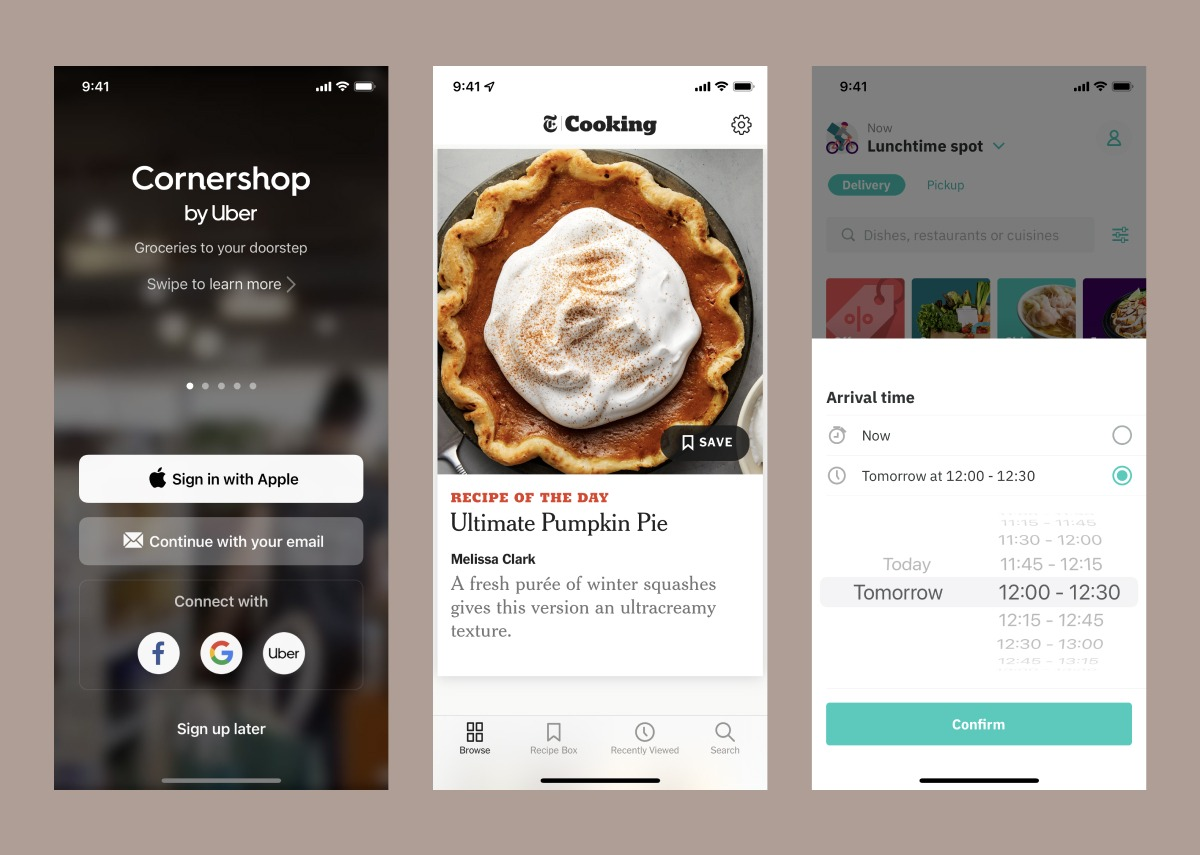 9:41
Cornershop
by Uber
Groceries to your doorstep
Swipe to learn more
Sign in with Apple
Continue with your email
Connect with
Uber
Sign up later
9:41
Cooking
SAVE
RECIPE OF THE DAY
Ultimate Pumpkin Pie
Melissa Clark
A fresh purée of winter squashes
gives this version an ultracreamy
texture.
Browse
Recipe Box
Recently Viewed
Search
9:41
Now
Lunchtime spot
Delivery
Pickup
Dishes, restaurants or cuisines
Arrival time
Now
Tomorrow at 12:00 - 12:30
11:15 - 11:45
11:30 - 12:00
Today 11:45 - 12:15
Tomorrow 12:00 - 12:30
12:15 - 12:45
12:30 - 13:00
12:45 - 13:15
Confirm